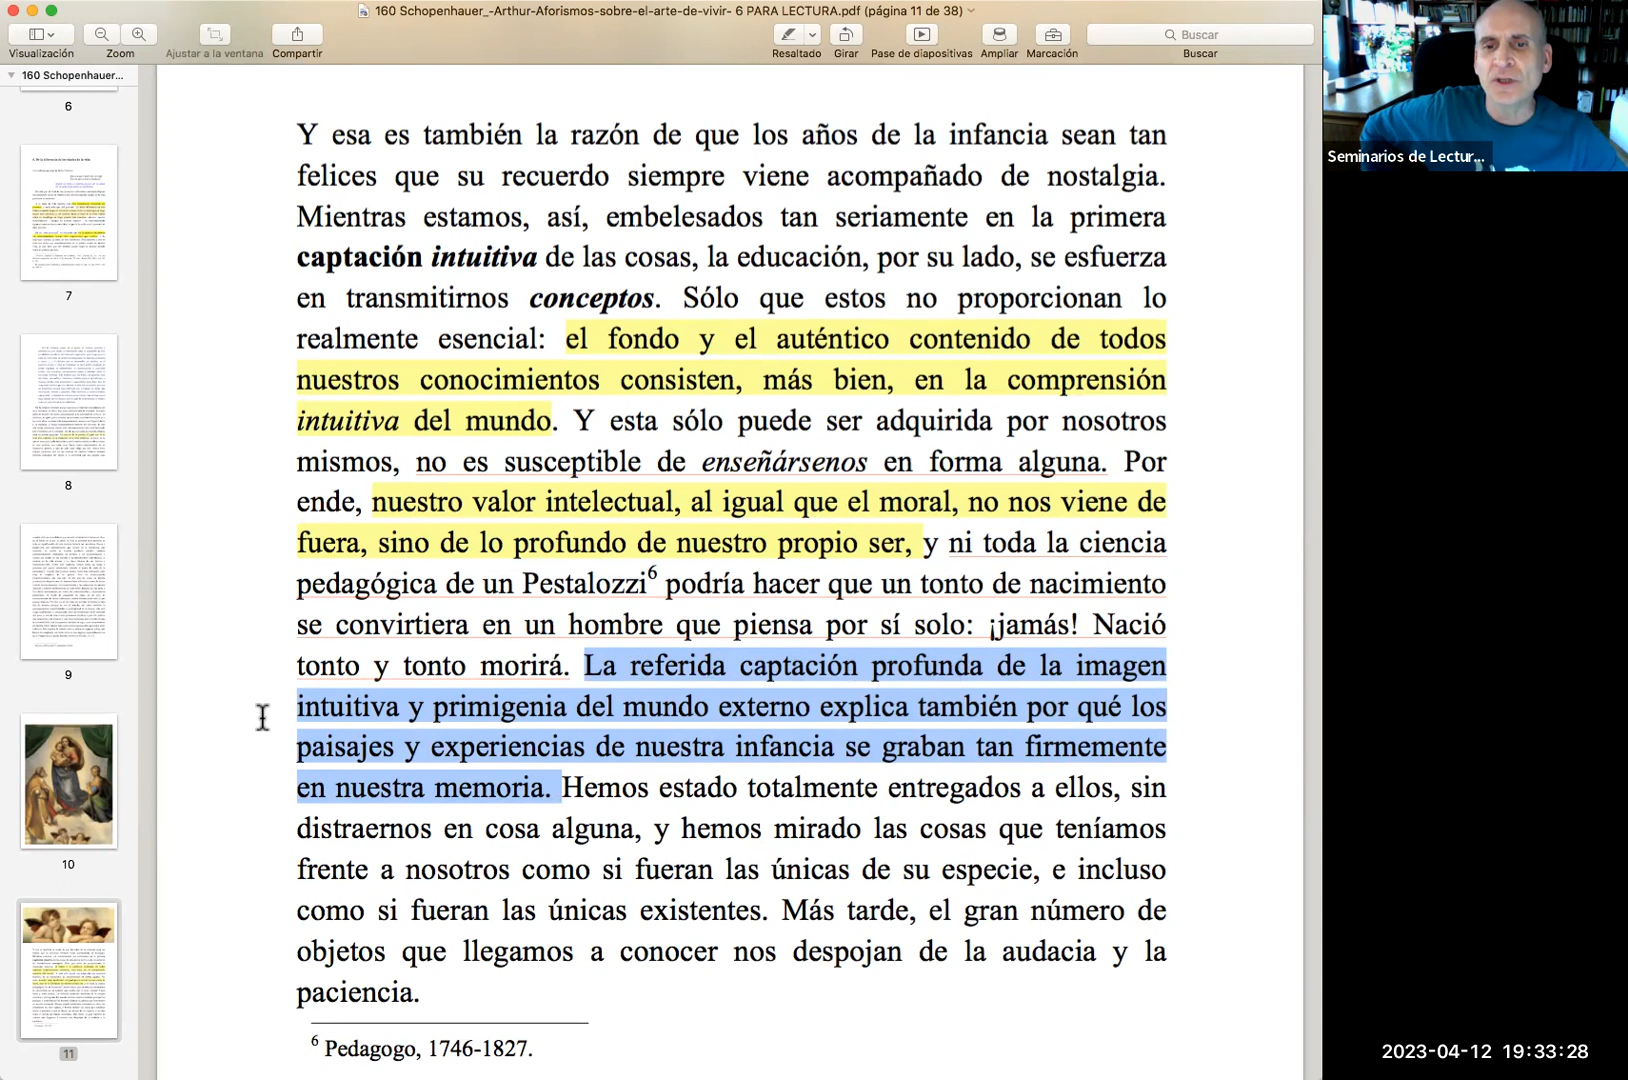 160 Schopenhauer_-Arthur-Aforismos-sobre-el-arte-de-vivir- 6 PARA LECTURA.pdf (página 11 de 38)
Visualización
Zoom
Ajustar a la ventana
Compartir
Resaltado
Girar
Pase de diapositivas
Ampliar
Marcación
Buscar
Buscar
160 Schopenhauer...
6
7
8
9
10
11
Y esa es también la razón de que los años de la infancia sean tan
felices que su recuerdo siempre viene acompañado de nostalgia.
Mientras estamos, así, embelesados tan seriamente en la primera
captación intuitiva de las cosas, la educación, por su lado, se esfuerza
en transmitirnos conceptos. Sólo que estos no proporcionan lo
realmente esencial: el fondo y el auténtico contenido de todos
nuestros conocimientos consisten, más bien, en la comprensión
intuitiva del mundo. Y esta sólo puede ser adquirida por nosotros
mismos, no es susceptible de enseñársenos en forma alguna. Por
ende, nuestro valor intelectual, al igual que el moral, no nos viene de
fuera, sino de lo profundo de nuestro propio ser, y ni toda la ciencia
pedagógica de un Pestalozzi⁶ podría hacer que un tonto de nacimiento
se convirtiera en un hombre que piensa por sí solo: ¡jamás! Nació
tonto y tonto morirá. La referida captación profunda de la imagen
intuitiva y primigenia del mundo externo explica también por qué los
paisajes y experiencias de nuestra infancia se graban tan firmemente
en nuestra memoria. Hemos estado totalmente entregados a ellos, sin
distraernos en cosa alguna, y hemos mirado las cosas que teníamos
frente a nosotros como si fueran las únicas de su especie, e incluso
como si fueran las únicas existentes. Más tarde, el gran número de
objetos que llegamos a conocer nos despojan de la audacia y la
paciencia.
⁶ Pedagogo, 1746-1827.
Seminarios de Lectur...
2023-04-12 19:33:28